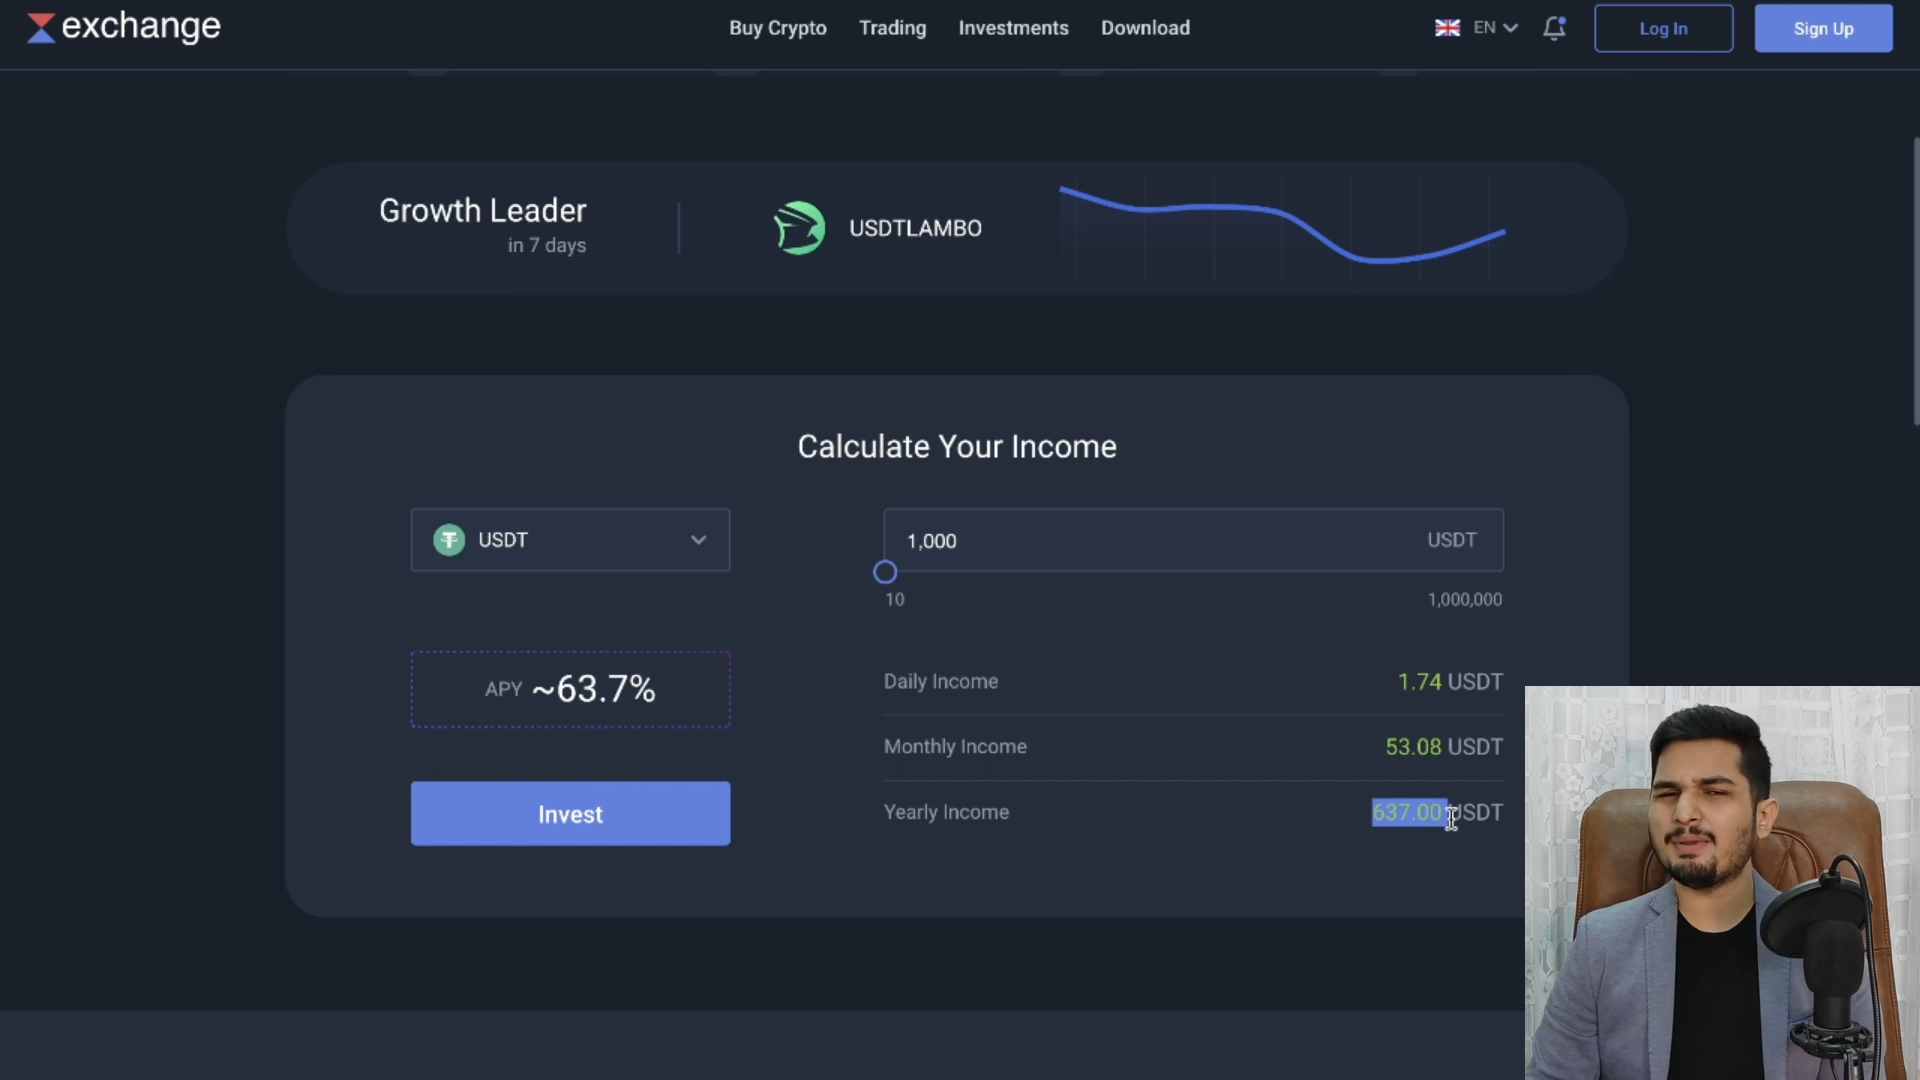 exchange
Buy Crypto Trading Investments Download
EN
Log In
Sign Up
Growth Leader
in 7 days
USDTLAMBO
Calculate Your Income
USDT
1,000 USDT
10 1,000,000
APY ~63.7%
Daily Income 1.74 USDT
Monthly Income 53.08 USDT
Invest
Yearly Income 637.00 USDT